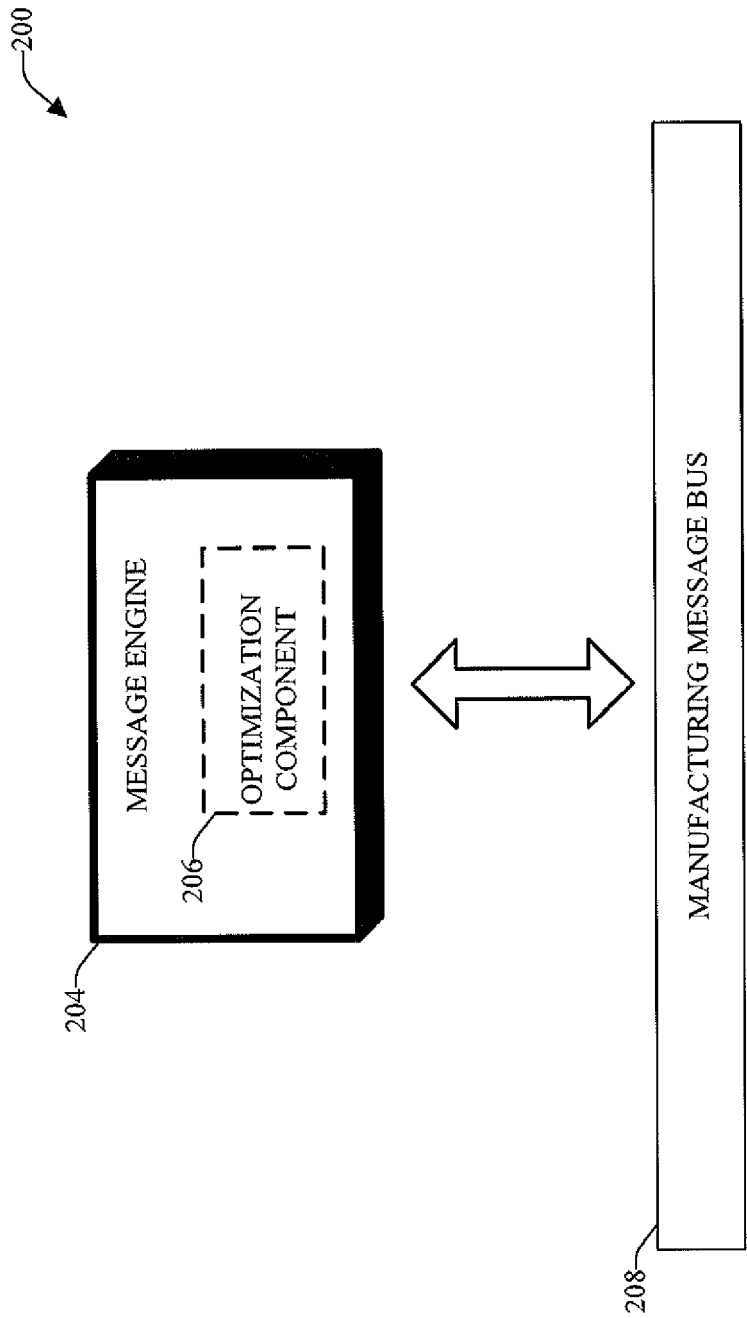 200
204
MESSAGE ENGINE
206
OPTIMIZATION
COMPONENT
208
MANUFACTURING MESSAGE BUS